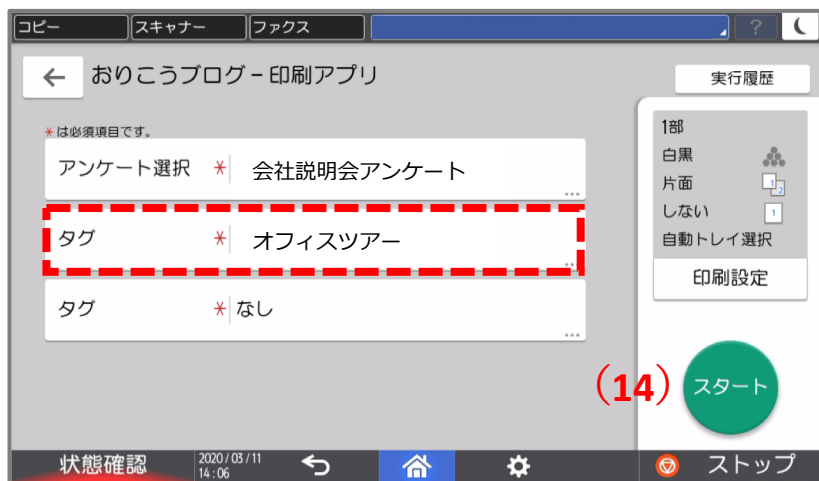 コピー スキャナー ファクス ?
← おりこうブログ – 印刷アプリ 実行履歴
* は必須項目です。
アンケート選択 * 会社説明会アンケート ...
タグ * オフィスツアー ...
タグ * なし ...
1部
白黒
片面 1 2
しない 1
自動トレイ選択
印刷設定
（14） スタート
状態確認 2020/03/11 ストップ
14:06